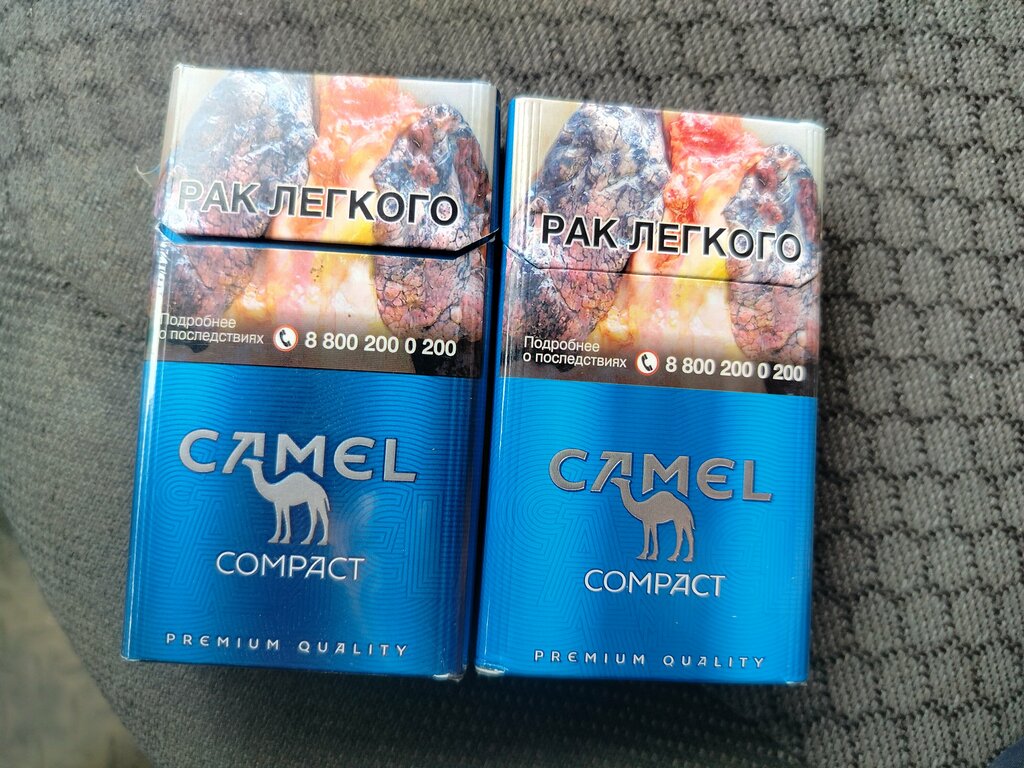 РАК ЛЕГКОГО
Подробнее
о последствиях
8 800 200 0 200
CAMEL
COMPACT
PREMIUM QUALITY
РАК ЛЕГКОГО
Подробнее
о последствиях
8 800 200 0 200
CAMEL
COMPACT
PREMIUM QUALITY